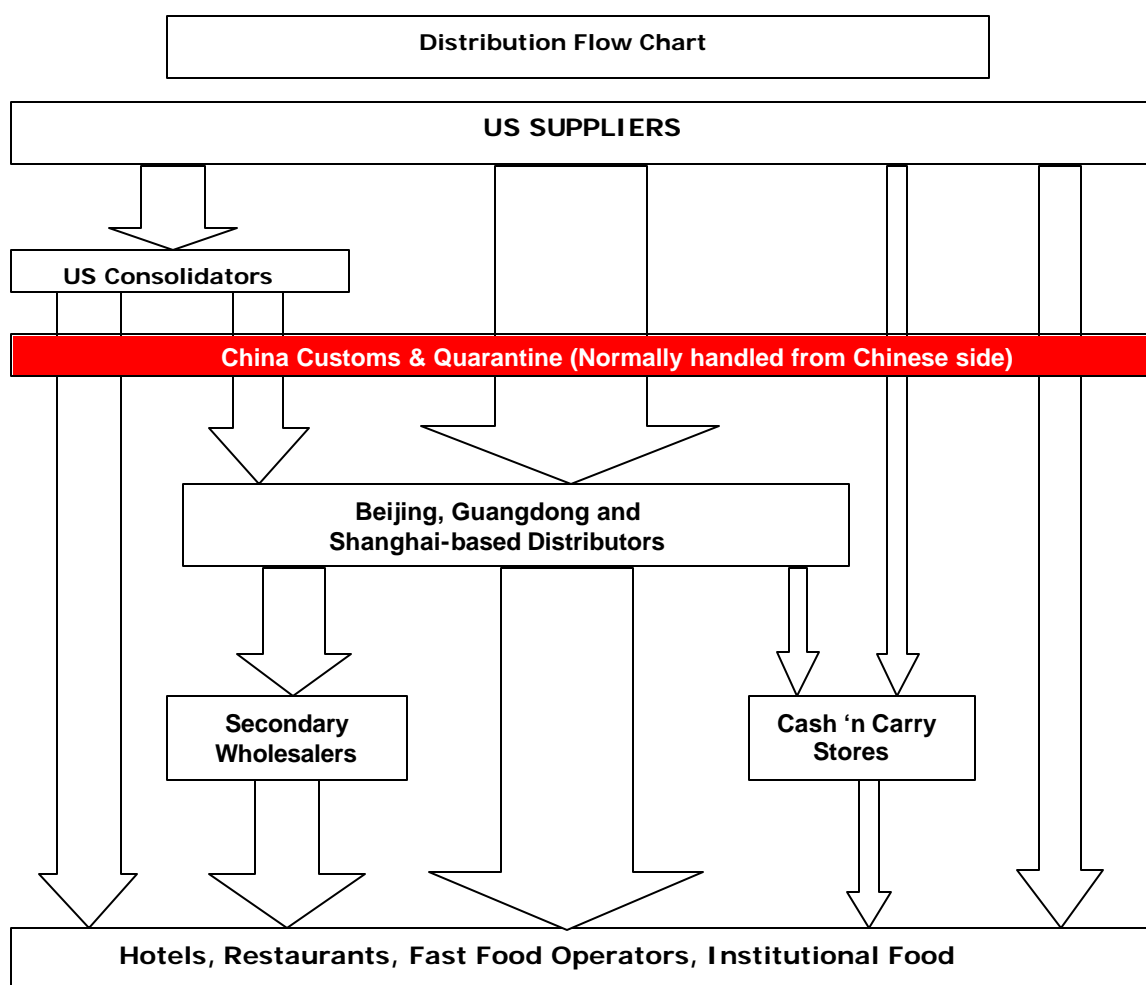 Distribution Flow Chart
US SUPPLIERS
US Consolidators
China Customs & Quarantine (Normally handled from Chinese side)
Beijing, Guangdong and
Shanghai-based Distributors
Secondary
Wholesalers
Cash ‘n Carry
Stores
Hotels, Restaurants, Fast Food Operators, Institutional Food